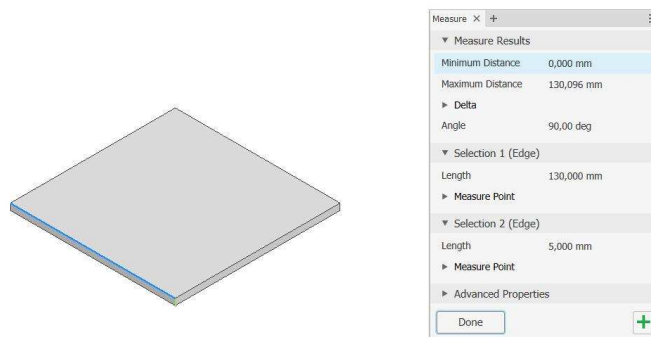 Measure × +
▼ Measure Results
Minimum Distance 0,000 mm
Maximum Distance 130,096 mm
▶ Delta
Angle 90,00 deg
▼ Selection 1 (Edge)
Length 130,000 mm
▶ Measure Point
▼ Selection 2 (Edge)
Length 5,000 mm
▶ Measure Point
▶ Advanced Properties
Done +